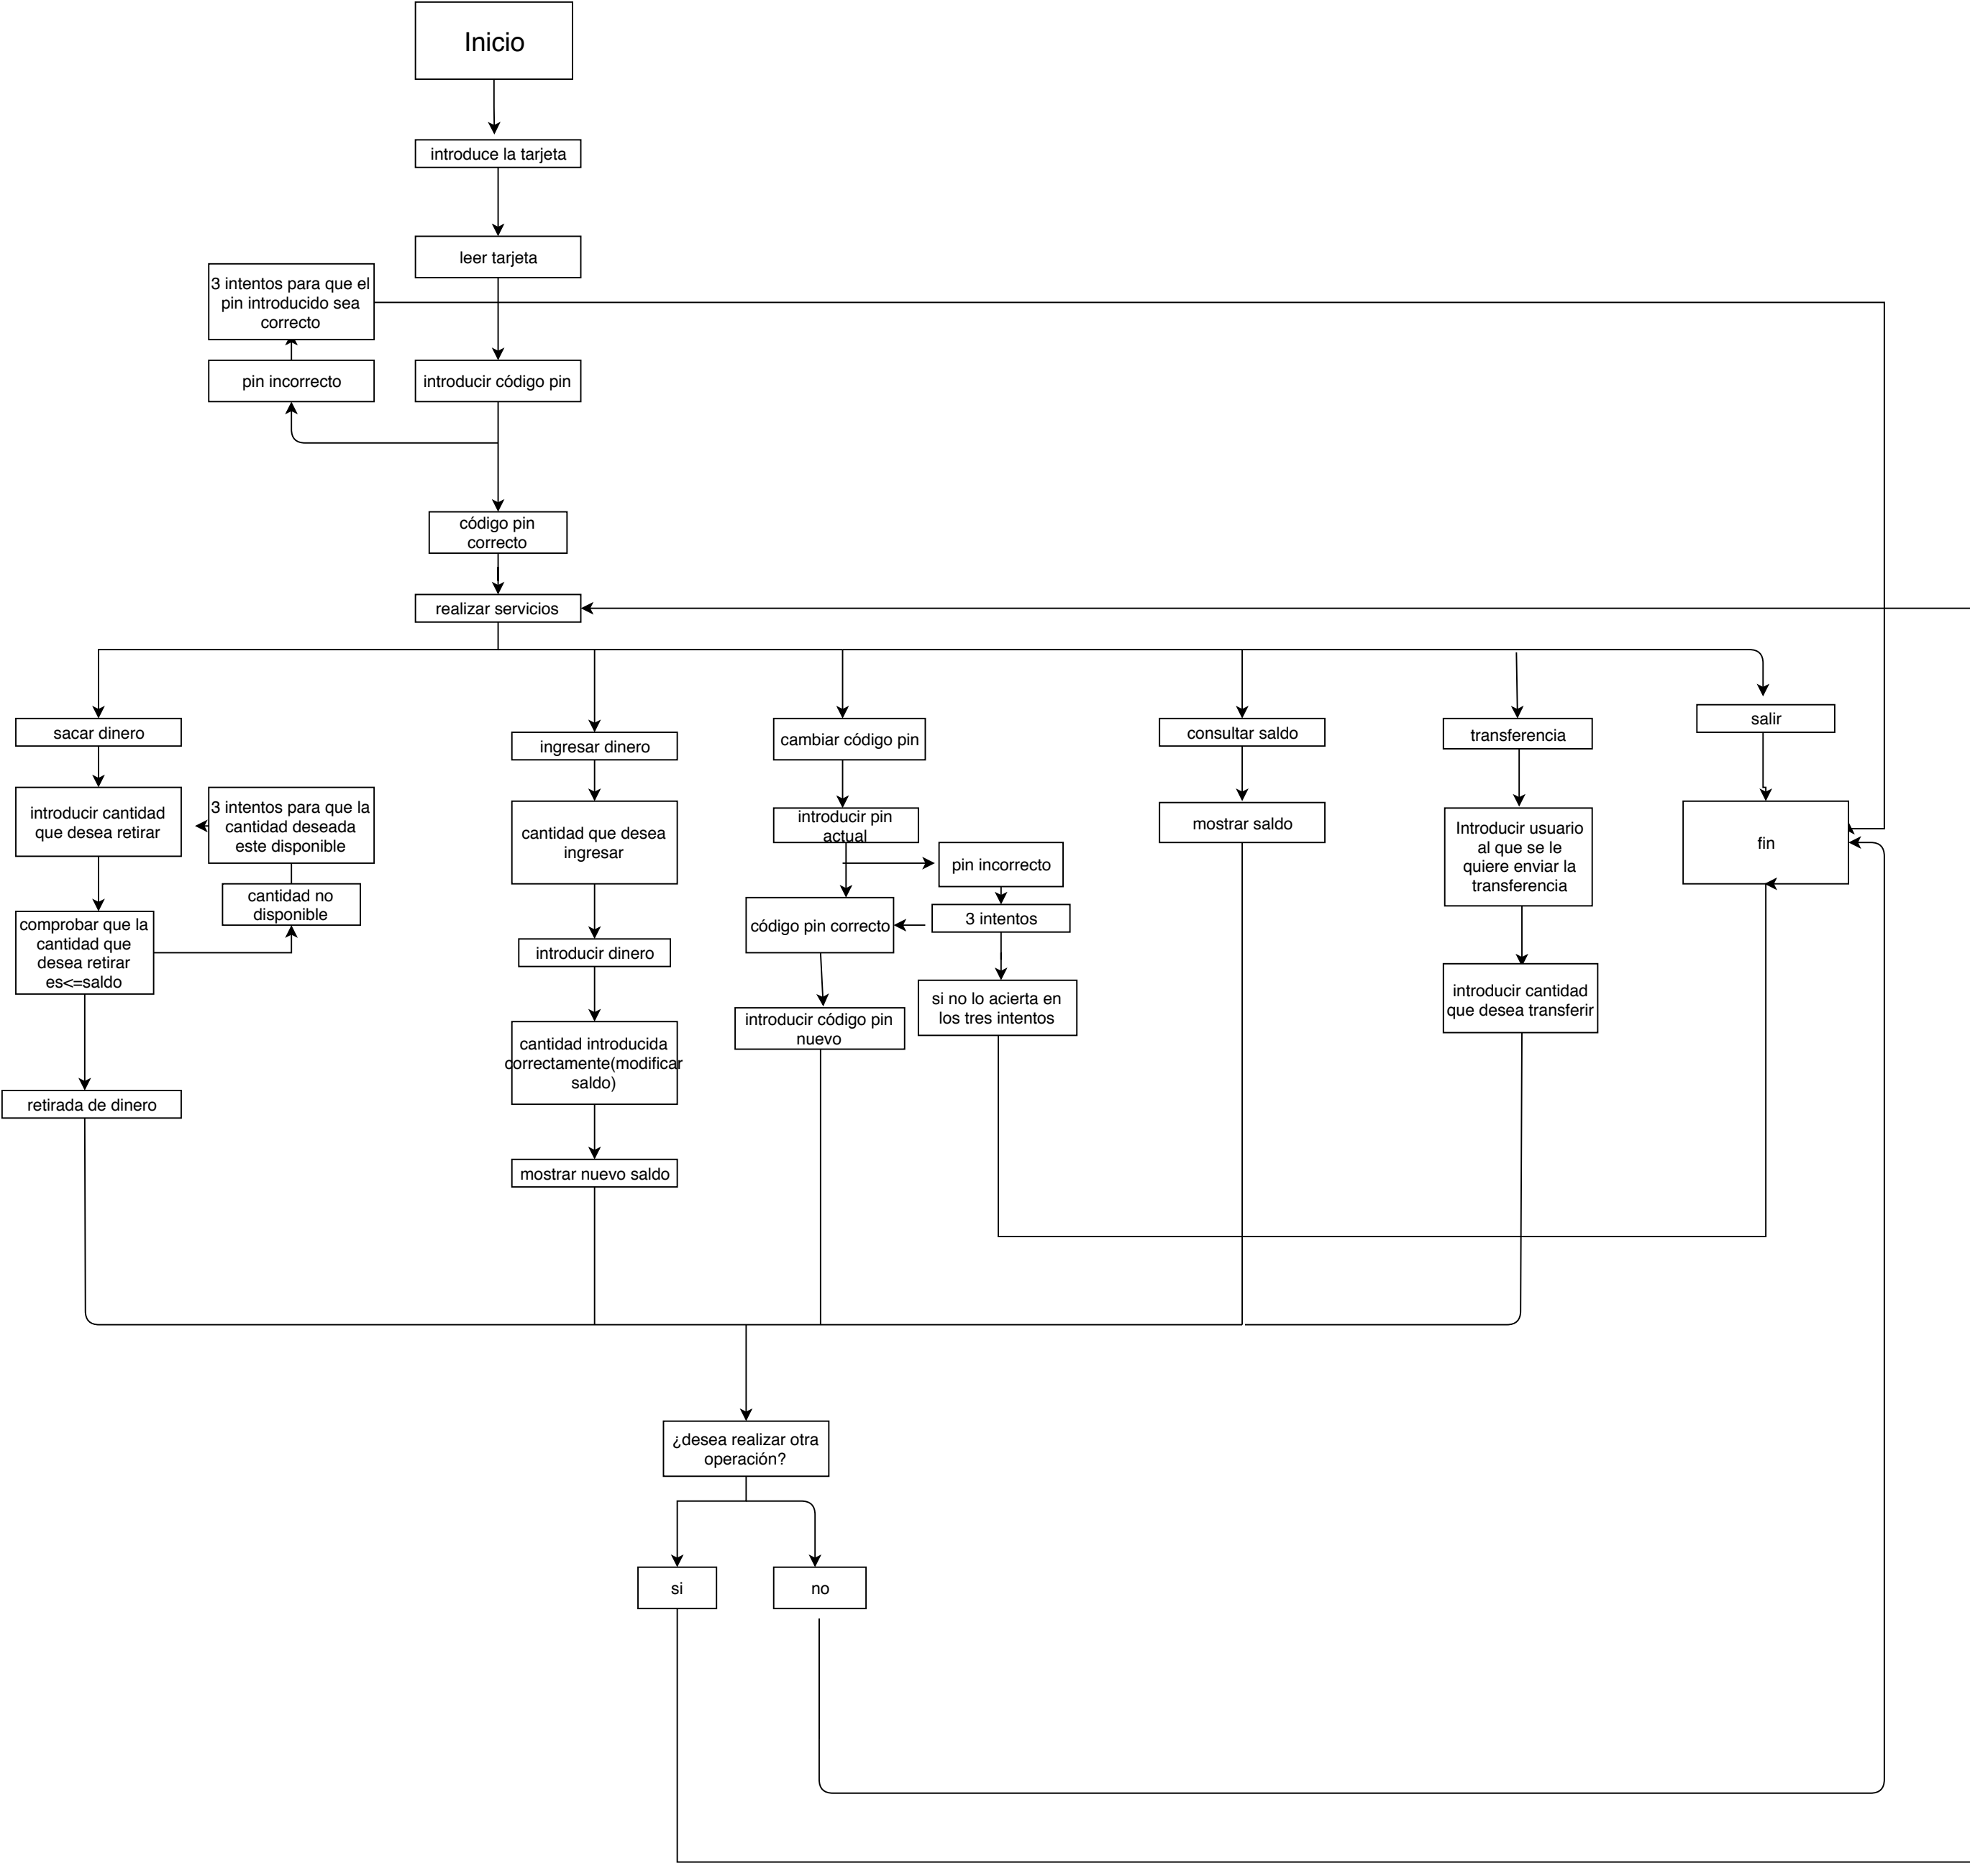 Inicio
introduce la tarjeta
leer tarjeta
3 intentos para que el
pin introducido sea
correcto
pin incorrecto
introducir código pin
código pin
correcto
realizar servicios
sacar dinero
introducir cantidad
que desea retirar
3 intentos para que la
cantidad deseada
este disponible
cantidad no
disponible
comprobar que la
cantidad que
desea retirar
es<=saldo
retirada de dinero
ingresar dinero
cantidad que desea
ingresar
introducir dinero
cantidad introducida
correctamente(modificar
saldo)
mostrar nuevo saldo
cambiar código pin
introducir pin
actual
pin incorrecto
código pin correcto
3 intentos
introducir código pin
nuevo
si no lo acierta en
los tres intentos
consultar saldo
mostrar saldo
transferencia
Introducir usuario
al que se le
quiere enviar la
transferencia
introducir cantidad
que desea transferir
salir
fin
¿desea realizar otra
operación?
si
no